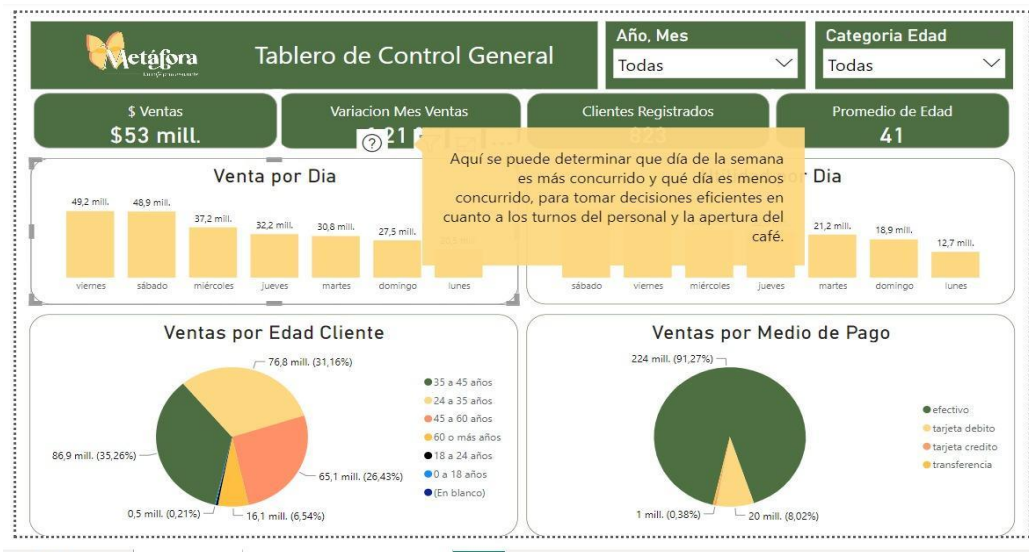 Metáfora
Tablero de Control General
Año, Mes
Todas
Categoria Edad
Todas
$ Ventas
$53 mill.
Variacion Mes Ventas
Clientes Registrados
823
Promedio de Edad
41
?
Aquí se puede determinar que día de la semana
es más concurrido y qué día es menos
concurrido, para tomar decisiones eficientes en
cuanto a los turnos del personal y la apertura del
café.
Venta por Dia
49,2 mill.
48,9 mill.
37,2 mill.
32,2 mill.
30,8 mill.
27,5 mill.
viernes
sábado
miércoles
jueves
martes
domingo
lunes
Dia
21,2 mill.
18,9 mill.
12,7 mill.
sábado
viernes
miércoles
jueves
martes
domingo
lunes
Ventas por Edad Cliente
76,8 mill. (31,16%)
86,9 mill. (35,26%)
65,1 mill. (26,43%)
0,5 mill. (0,21%)
16,1 mill. (6,54%)
35 a 45 años
24 a 35 años
45 a 60 años
60 o más años
18 a 24 años
0 a 18 años
(En blanco)
Ventas por Medio de Pago
224 mill. (91,27%)
1 mill. (0,38%)
20 mill. (8,02%)
efectivo
tarjeta debito
tarjeta credito
transferencia